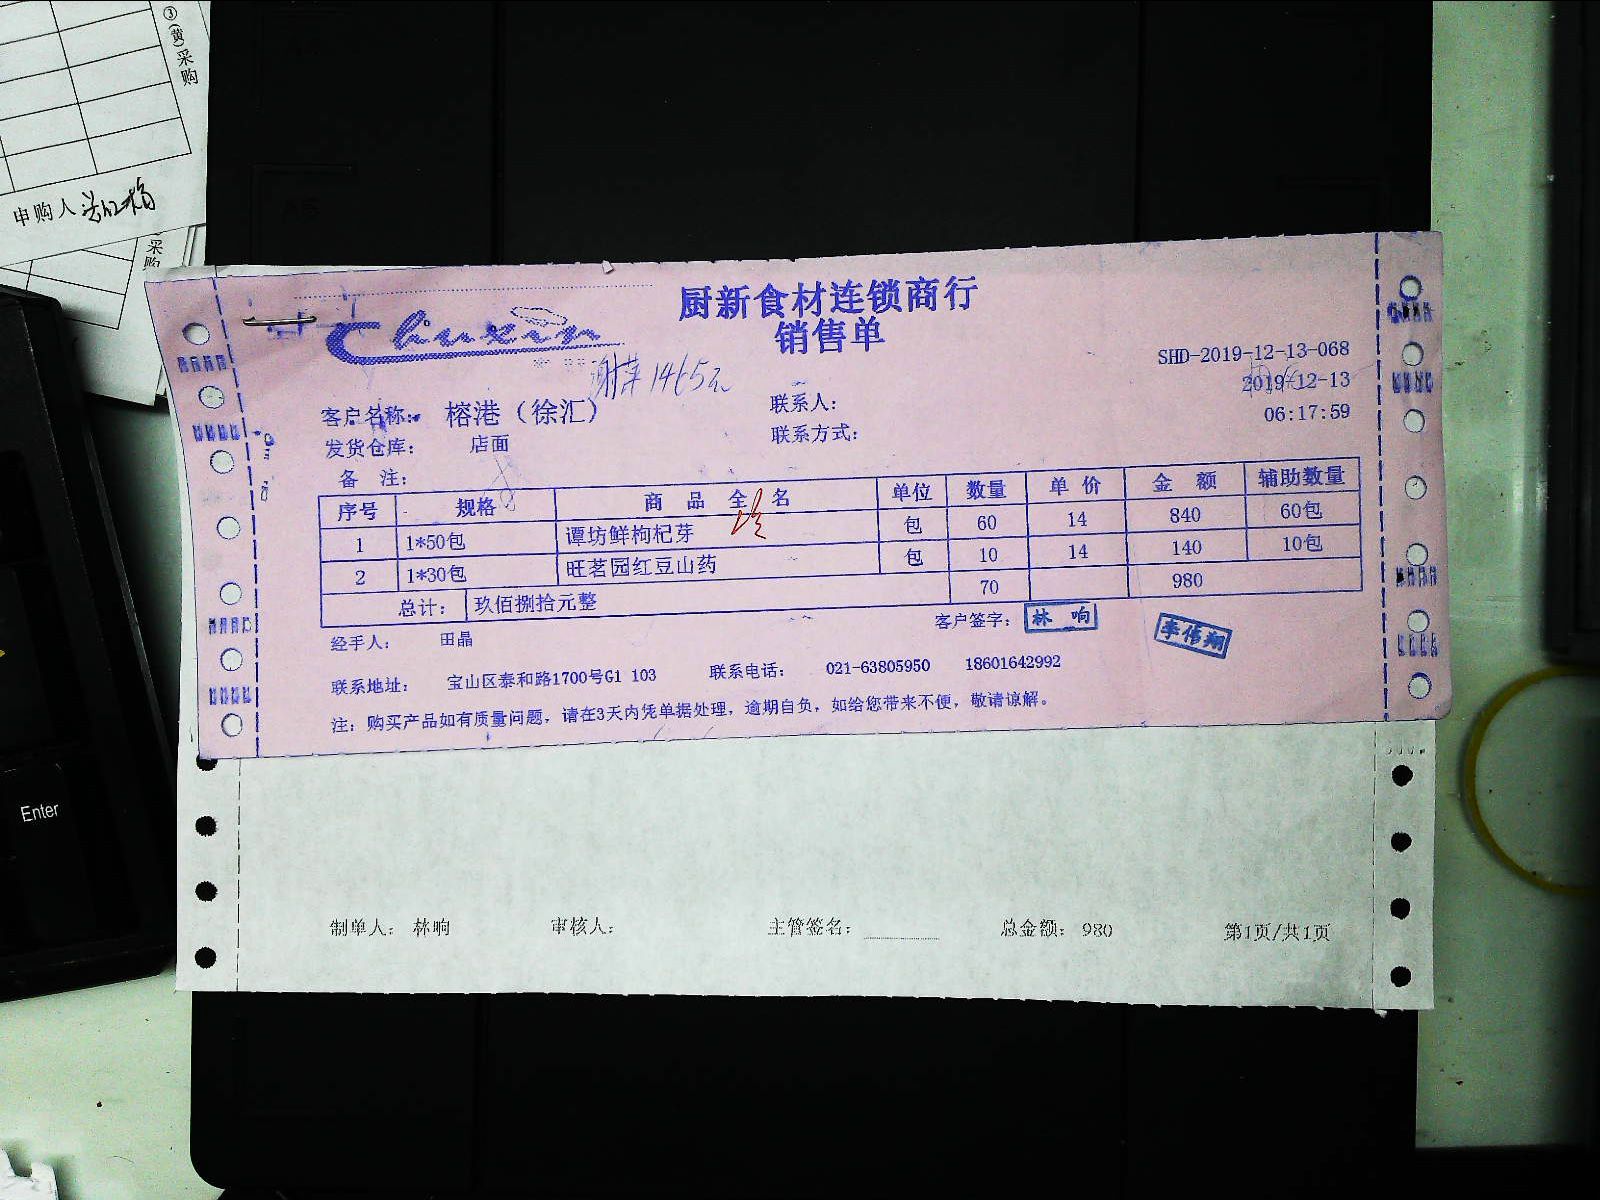 ③(黄)采购
申购人
采购
Enter
Chuxin
厨新食材连锁商行
销售单
SHD-2019-12-13-068
2019-12-13
06:17:59
1465元
客户名称: 榕港（徐汇）
联系人:
发货仓库: 店面
联系方式:
备 注:
序号 规格 商 品 全 名 单位 数量 单 价 金 额 辅助数量
1 1*50包 谭坊鲜枸杞芽 包 60 14 840 60包
2 1*30包 旺茗园红豆山药 包 10 14 140 10包
总计: 玖佰捌拾元整 70 980
经手人: 田晶
客户签字: 林 响
李伟翔
联系地址: 宝山区泰和路1700号G1 103 联系电话: 021-63805950 18601642992
注: 购买产品如有质量问题，请在3天内凭单据处理，逾期自负，如给您带来不便，敬请谅解。
制单人: 林响 审核人: 主管签名: 总金额: 980 第1页/共1页